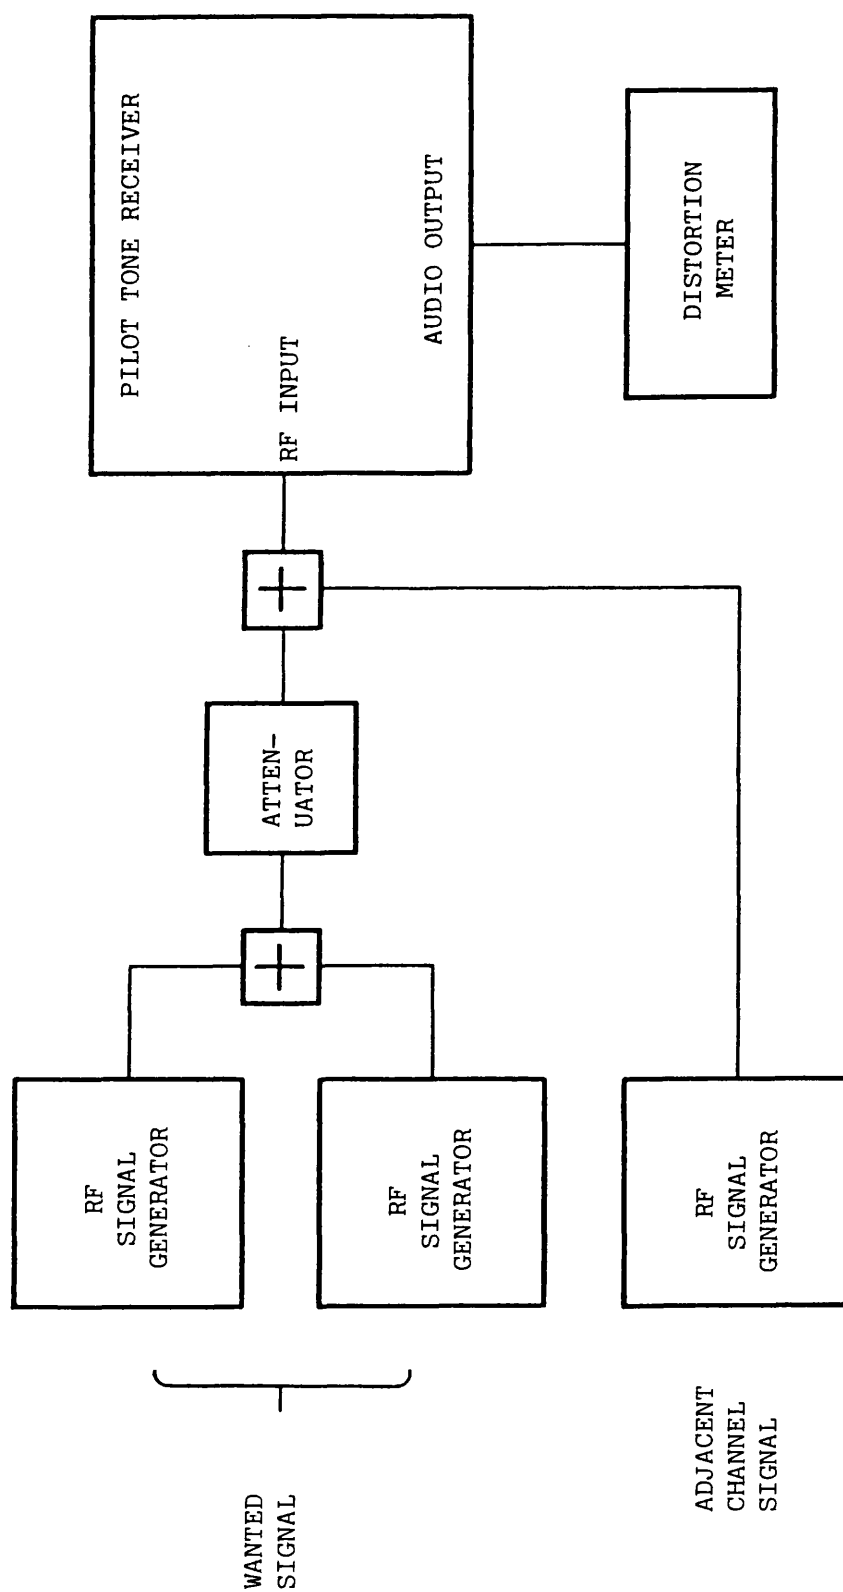 PILOT TONE RECEIVER
RF INPUT
AUDIO OUTPUT
DISTORTION
METER
ATTEN-
UATOR
RF
SIGNAL
GENERATOR
RF
SIGNAL
GENERATOR
RF
SIGNAL
GENERATOR
WANTED
SIGNAL
ADJACENT
CHANNEL
SIGNAL